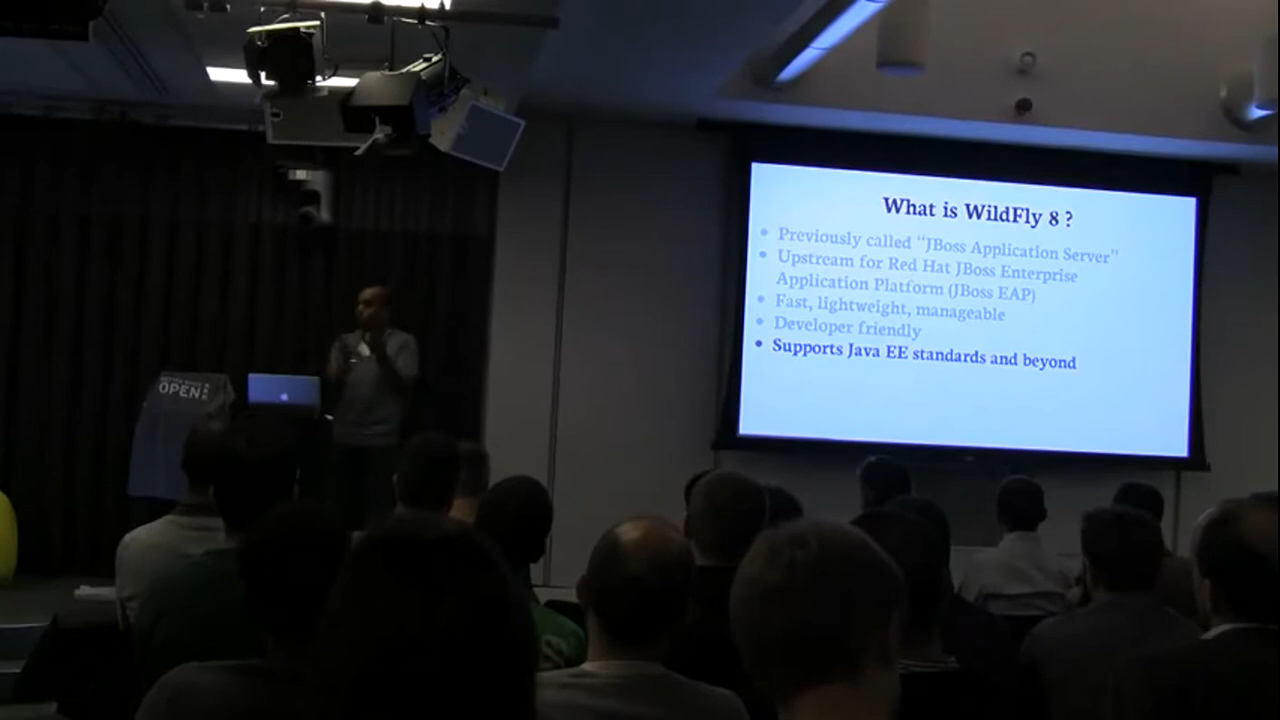 What is WildFly 8 ?
• Previously called “JBoss Application Server”
• Upstream for Red Hat JBoss Enterprise
Application Platform (JBoss EAP)
• Fast, lightweight, manageable
• Developer friendly
• Supports Java EE standards and beyond
OPEN